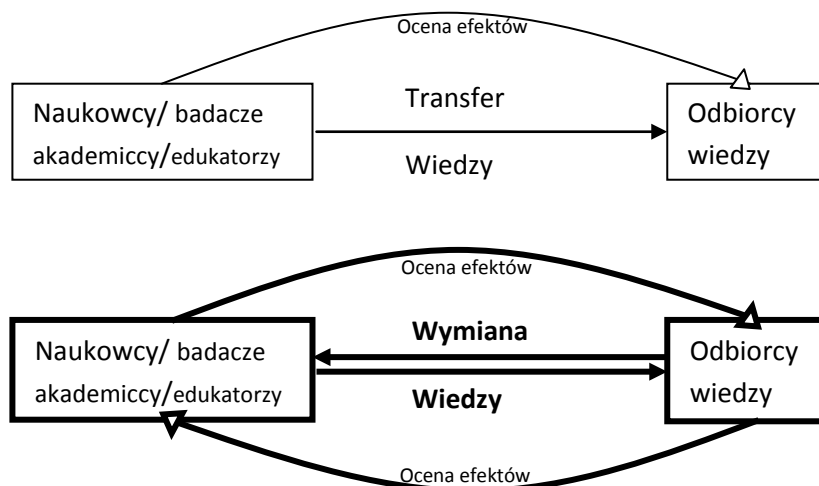 Ocena efektów
Transfer
Naukowcy/ badacze
akademiccy/edukatorzy
Odbiorcy
wiedzy
Wiedzy
Ocena efektów
Wymiana
Naukowcy/ badacze
akademiccy/edukatorzy
Odbiorcy
wiedzy
Wiedzy
Ocena efektów